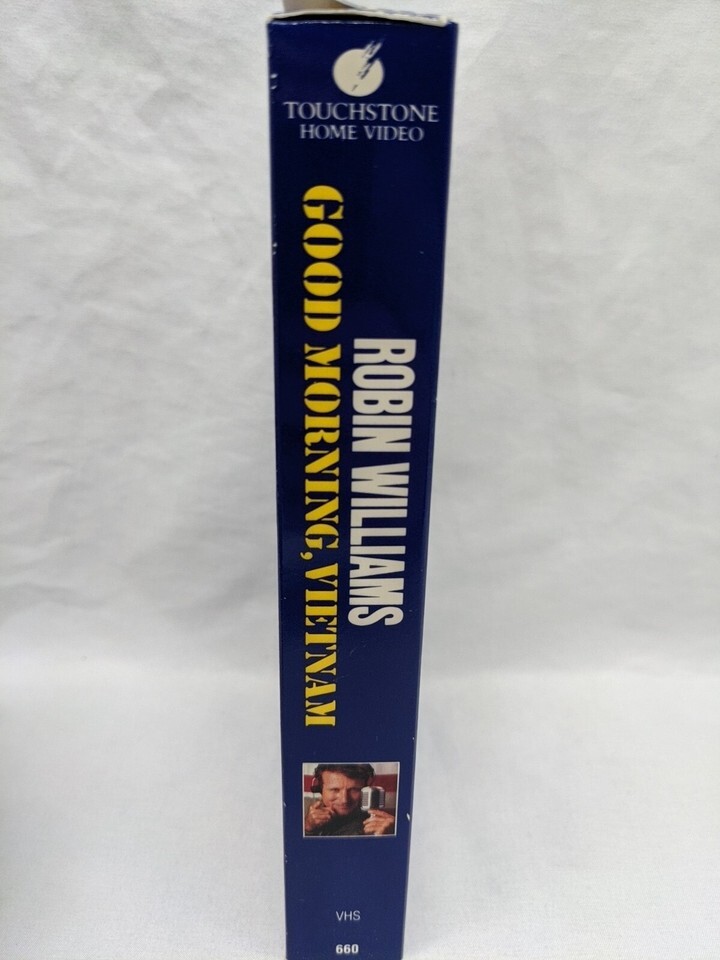 TOUCHSTONE
HOME VIDEO
ROBIN WILLIAMS
GOOD MORNING, VIETNAM
VHS
660